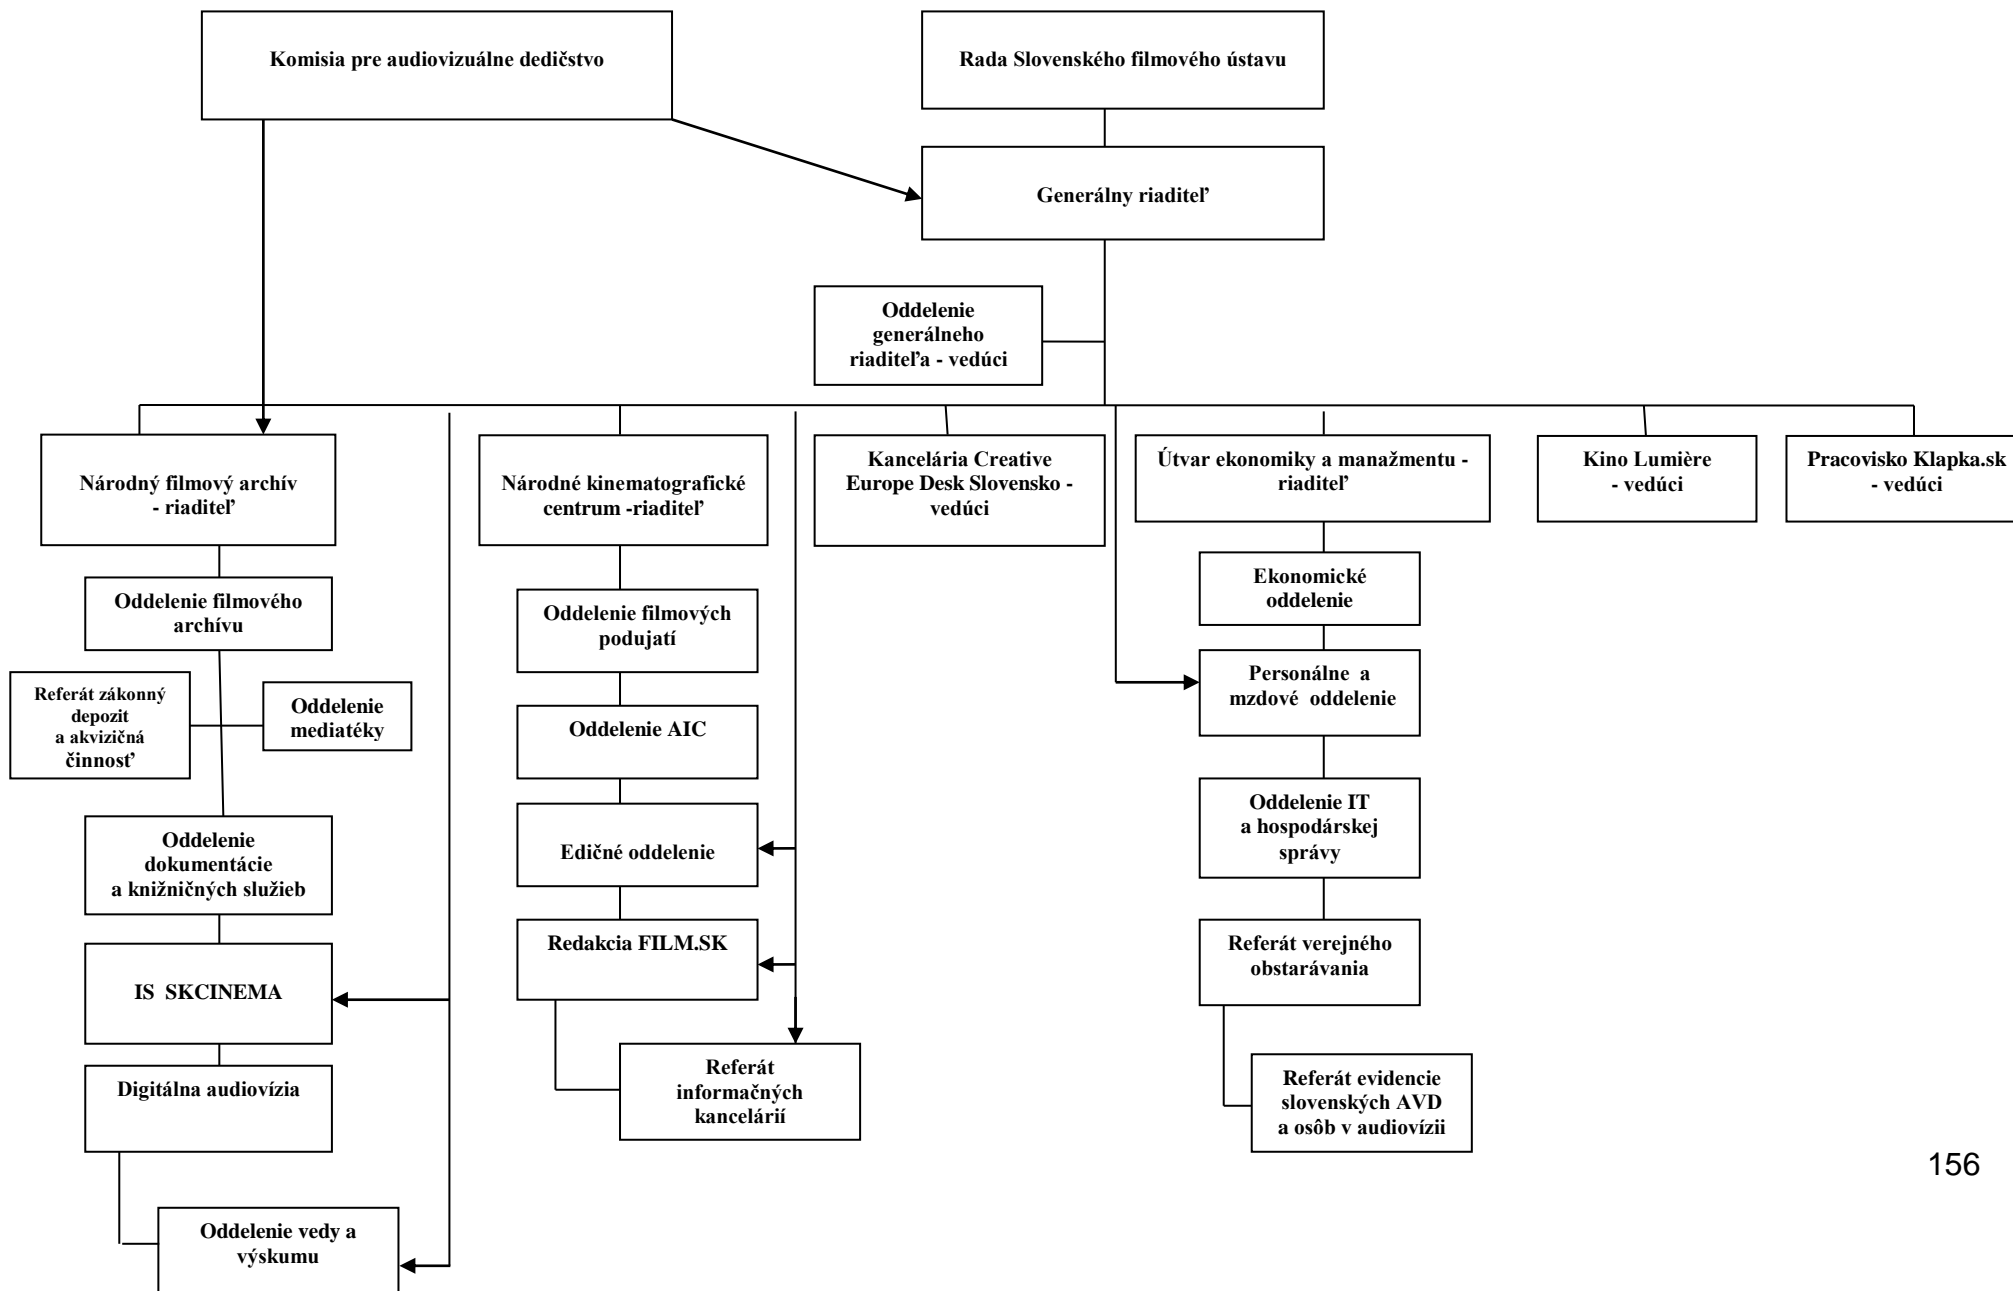 Komisia pre audiovizuálne dedičstvo
Rada Slovenského filmového ústavu
Generálny riaditeľ
Oddelenie
generálneho
riaditeľa - vedúci
Národný filmový archív
- riaditeľ
Národné kinematografické
centrum -riaditeľ
Kancelária Creative
Europe Desk Slovensko -
vedúci
Útvar ekonomiky a manažmentu -
riaditeľ
Kino Lumière
- vedúci
Pracovisko Klapka.sk
- vedúci
Oddelenie filmového
archívu
Referát zákonný
depozit
a akvizičná
činnosť
Oddelenie
mediatéky
Oddelenie
dokumentácie
a knižničných služieb
IS SKCINEMA
Digitálna audiovízia
Oddelenie vedy a
výskumu
Oddelenie filmových
podujatí
Oddelenie AIC
Edičné oddelenie
Redakcia FILM.SK
Referát
informačných
kancelárií
Ekonomické
oddelenie
Personálne a
mzdové oddelenie
Oddelenie IT
a hospodárskej
správy
Referát verejného
obstarávania
Referát evidencie
slovenských AVD
a osôb v audiovízii
156